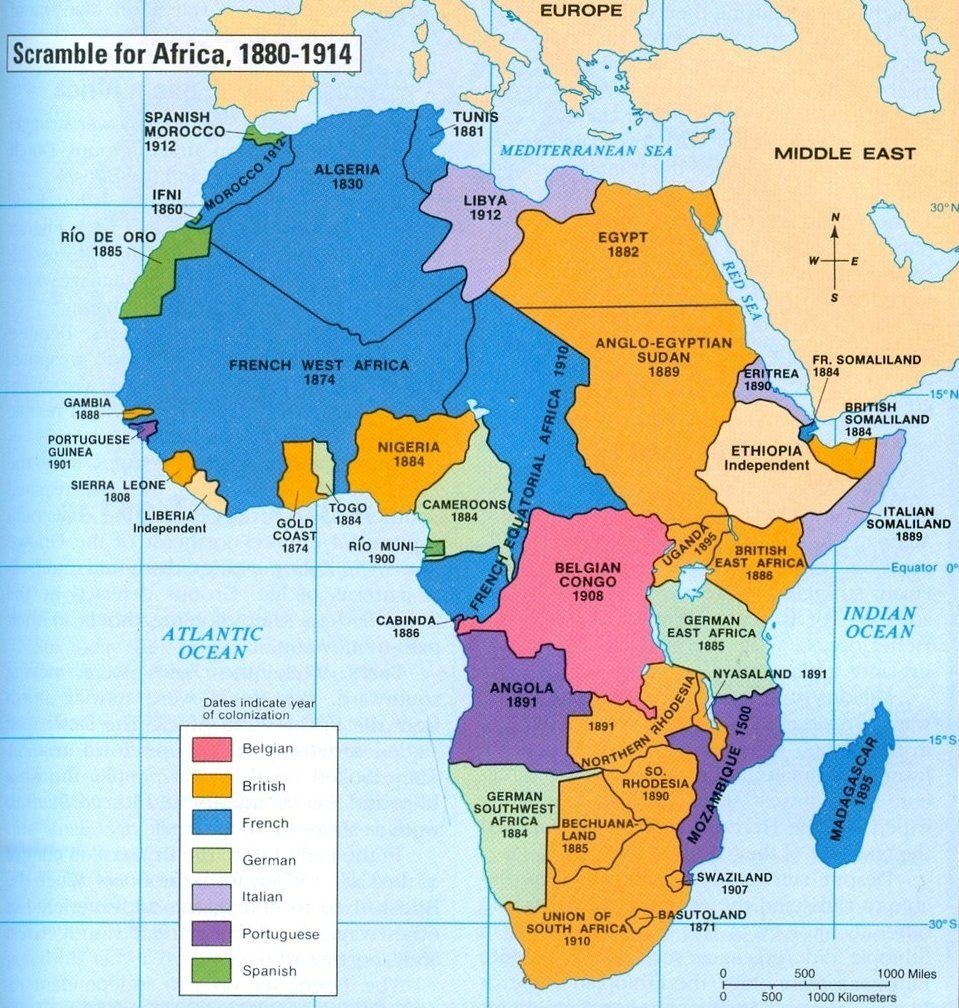 EUROPE
Scramble for Africa, 1880-1914
SPANISH
MOROCCO
1912
TUNIS
1881
MEDITERRANEAN SEA
MIDDLE EAST
IFNI
1860
MOROCCO 1912
ALGERIA
1830
LIBYA
1912
30°N
N
W
E
S
RÍO DE ORO
1885
EGYPT
1882
RED SEA
FRENCH WEST AFRICA
1874
ANGLO-EGYPTIAN
SUDAN
1889
ERITREA
1890
FR. SOMALILAND
1884
15°N
GAMBIA
1888
BRITISH
SOMALILAND
1884
PORTUGUESE
GUINEA
1901
NIGERIA
1884
FRENCH EQUATORIAL AFRICA 1910
ETHIOPIA
Independent
SIERRA LEONE
1808
LIBERIA
Independent
GOLD
COAST
1874
TOGO
1884
CAMEROONS
1884
ITALIAN
SOMALILAND
1889
RÍO MUNI
1900
UGANDA
1895
BRITISH
EAST AFRICA
1886
Equator 0°
BELGIAN
CONGO
1908
CABINDA
1886
GERMAN
EAST AFRICA
1885
INDIAN
OCEAN
ATLANTIC
OCEAN
NYASALAND 1891
ANGOLA
1891
1891
NORTHERN RHODESIA
MOZAMBIQUE 1500
15°S
Dates indicate year
of colonization
Belgian
British
French
German
Italian
Portuguese
Spanish
GERMAN
SOUTHWEST
AFRICA
1884
SO.
RHODESIA
1890
BECHUANA-
LAND
1885
MADAGASCAR
1895
SWAZILAND
1907
UNION OF
SOUTH AFRICA
1910
BASUTOLAND
1871
30°S
0 500 1000 Miles
0 500 1000 Kilometers